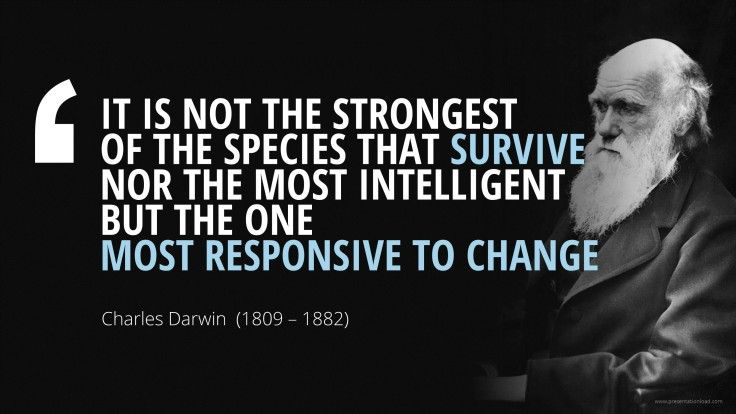 IT IS NOT THE STRONGEST
OF THE SPECIES THAT SURVIVE
NOR THE MOST INTELLIGENT
BUT THE ONE
MOST RESPONSIVE TO CHANGE
Charles Darwin (1809 – 1882)
www.presentationload.com